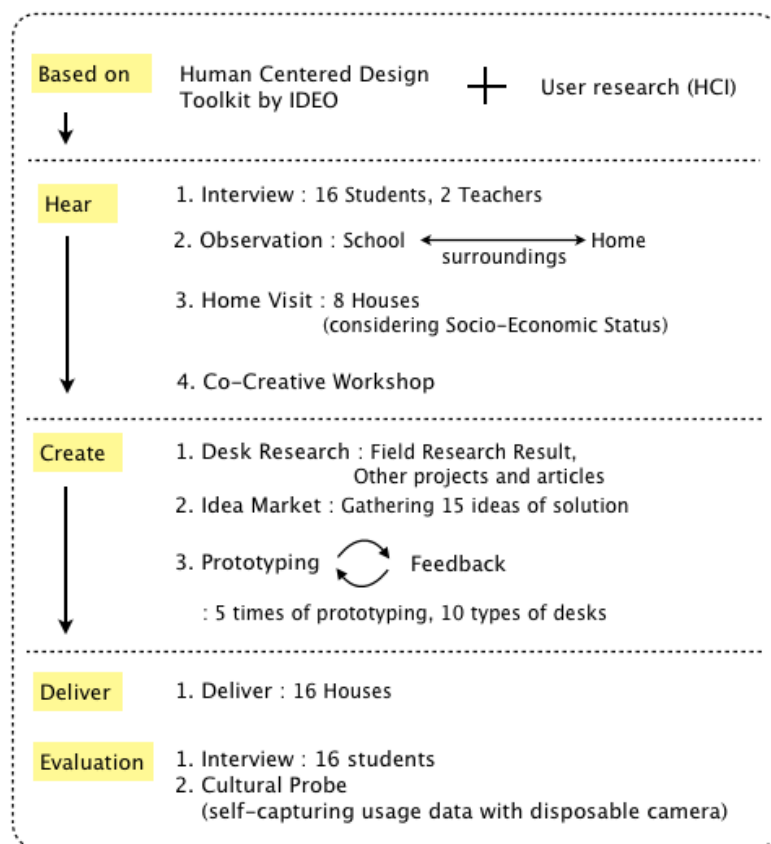 Based on
Human Centered Design
Toolkit by IDEO
User research (HCI)
Hear
1. Interview : 16 Students, 2 Teachers
2. Observation : School
surroundings
Home
3. Home Visit : 8 Houses
(considering Socio-Economic Status)
4. Co-Creative Workshop
Create
1. Desk Research : Field Research Result,
Other projects and articles
2. Idea Market : Gathering 15 ideas of solution
3. Prototyping
Feedback
: 5 times of prototyping, 10 types of desks
Deliver
1. Deliver : 16 Houses
Evaluation
1. Interview : 16 students
2. Cultural Probe
(self-capturing usage data with disposable camera)